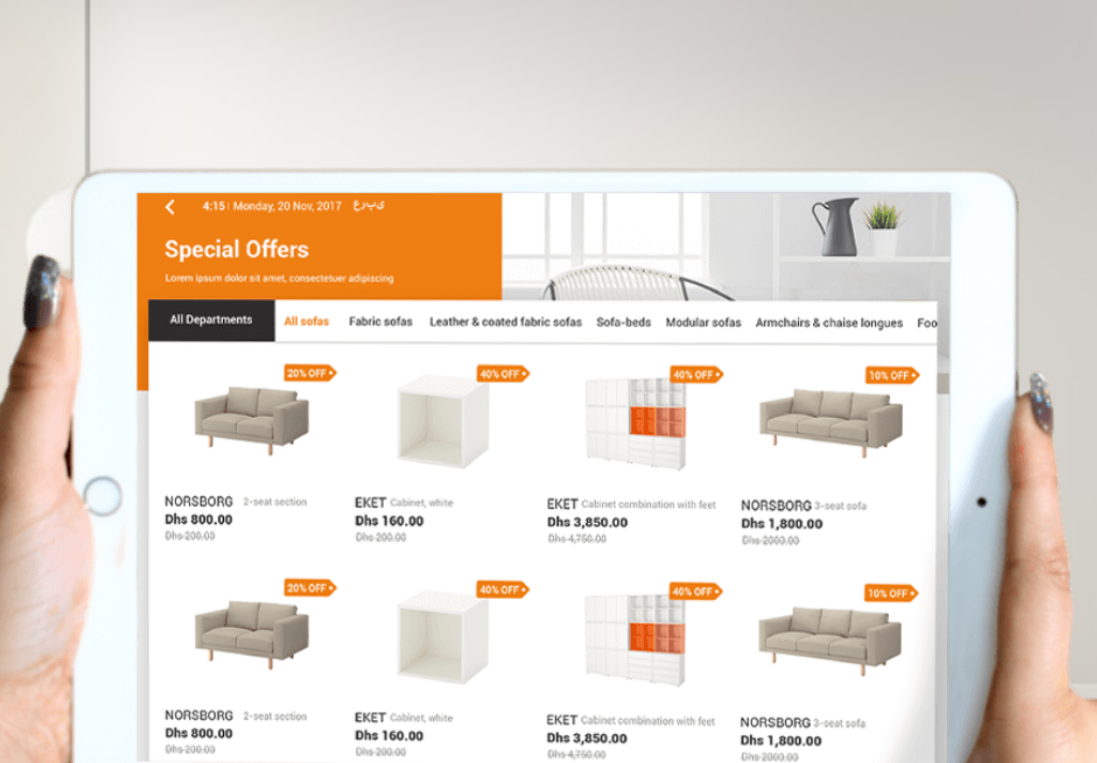 4:15 | Monday, 20 Nov, 2017
Special Offers
Lorem ipsum dolor sit amet, consectetuer adipiscing
All Departments
All sofas
Fabric sofas
Leather & coated fabric sofas
Sofa-beds
Modular sofas
Armchairs & chaise longues
Foo
20% OFF
40% OFF
40% OFF
10% OFF
NORSBORG 2-seat section
Dhs 800.00
Dhs 200.00
EKET Cabinet, white
Dhs 160.00
Dhs 200.00
EKET Cabinet combination with feet
Dhs 3,850.00
Dhs 4,750.00
NORSBORG 3-seat sofa
Dhs 1,800.00
Dhs 2000.00
20% OFF
40% OFF
40% OFF
10% OFF
NORSBORG 2-seat section
Dhs 800.00
Dhs 200.00
EKET Cabinet, white
Dhs 160.00
Dhs 200.00
EKET Cabinet combination with feet
Dhs 3,850.00
Dhs 4,750.00
NORSBORG 3-seat sofa
Dhs 1,800.00
Dhs 2000.00